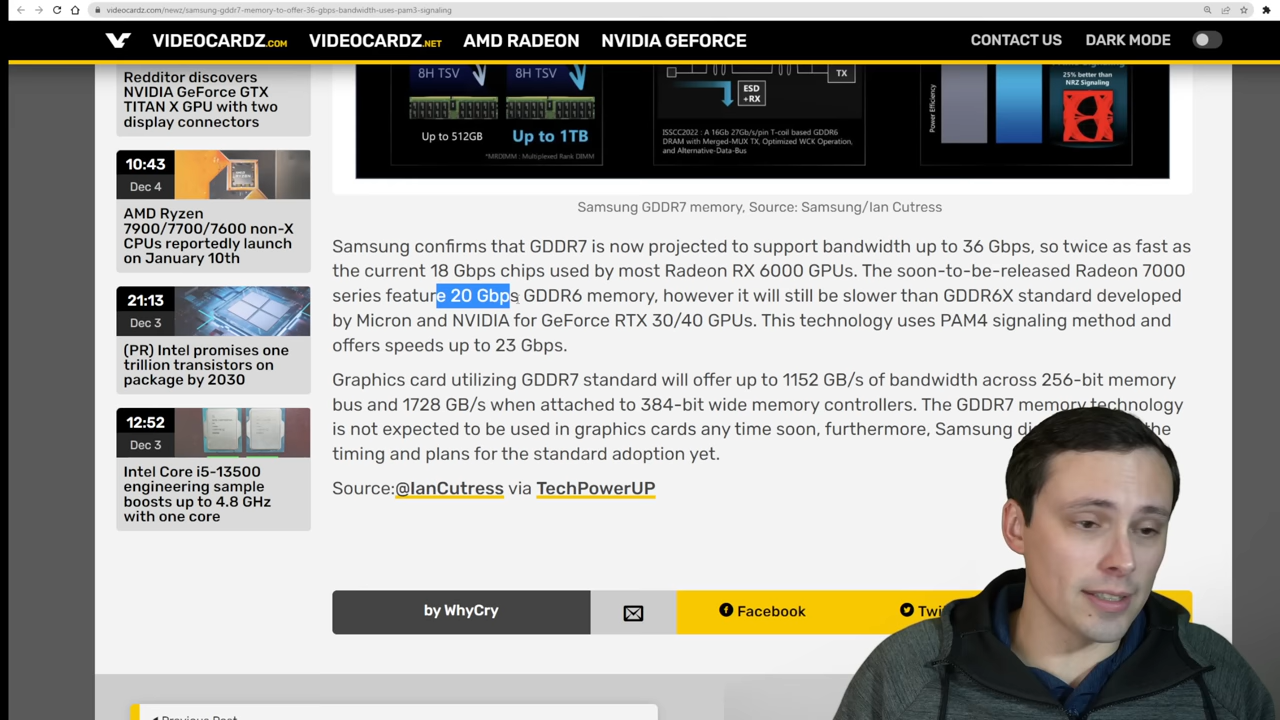 videocardz.com/newz/samsung-gddr7-memory-to-offer-36-gbps-bandwidth-uses-pam3-signaling
VIDEOCARDZ.COM VIDEOCARDZ.NET AMD RADEON NVIDIA GEFORCE CONTACT US DARK MODE
Redditor discovers
NVIDIA GeForce GTX
TITAN X GPU with two
display connectors
10:43
Dec 4
AMD Ryzen
7900/7700/7600 non-X
CPUs reportedly launch
on January 10th
21:13
Dec 3
(PR) Intel promises one
trillion transistors on
package by 2030
12:52
Dec 3
Intel Core i5-13500
engineering sample
boosts up to 4.8 GHz
with one core
8H TSV 8H TSV
Up to 512GB Up to 1TB
*MRDIMM : Multiplexed Rank DIMM
TX
ESD
+RX
ISSCC2022 : A 16Gb 27Gb/s/pin T-coil based GDDR6
DRAM with Merged-MUX TX, Optimized WCK Operation,
and Alternative-Data-Bus
Power Efficiency
25% better than
NRZ Signaling
Samsung GDDR7 memory, Source: Samsung/Ian Cutress
Samsung confirms that GDDR7 is now projected to support bandwidth up to 36 Gbps, so twice as fast as
the current 18 Gbps chips used by most Radeon RX 6000 GPUs. The soon-to-be-released Radeon 7000
series feature 20 Gbps GDDR6 memory, however it will still be slower than GDDR6X standard developed
by Micron and NVIDIA for GeForce RTX 30/40 GPUs. This technology uses PAM4 signaling method and
offers speeds up to 23 Gbps.
Graphics card utilizing GDDR7 standard will offer up to 1152 GB/s of bandwidth across 256-bit memory
bus and 1728 GB/s when attached to 384-bit wide memory controllers. The GDDR7 memory technology
is not expected to be used in graphics cards any time soon, furthermore, Samsung di the
timing and plans for the standard adoption yet.
Source:@IanCutress via TechPowerUP
by WhyCry Facebook Twi
Previous Post